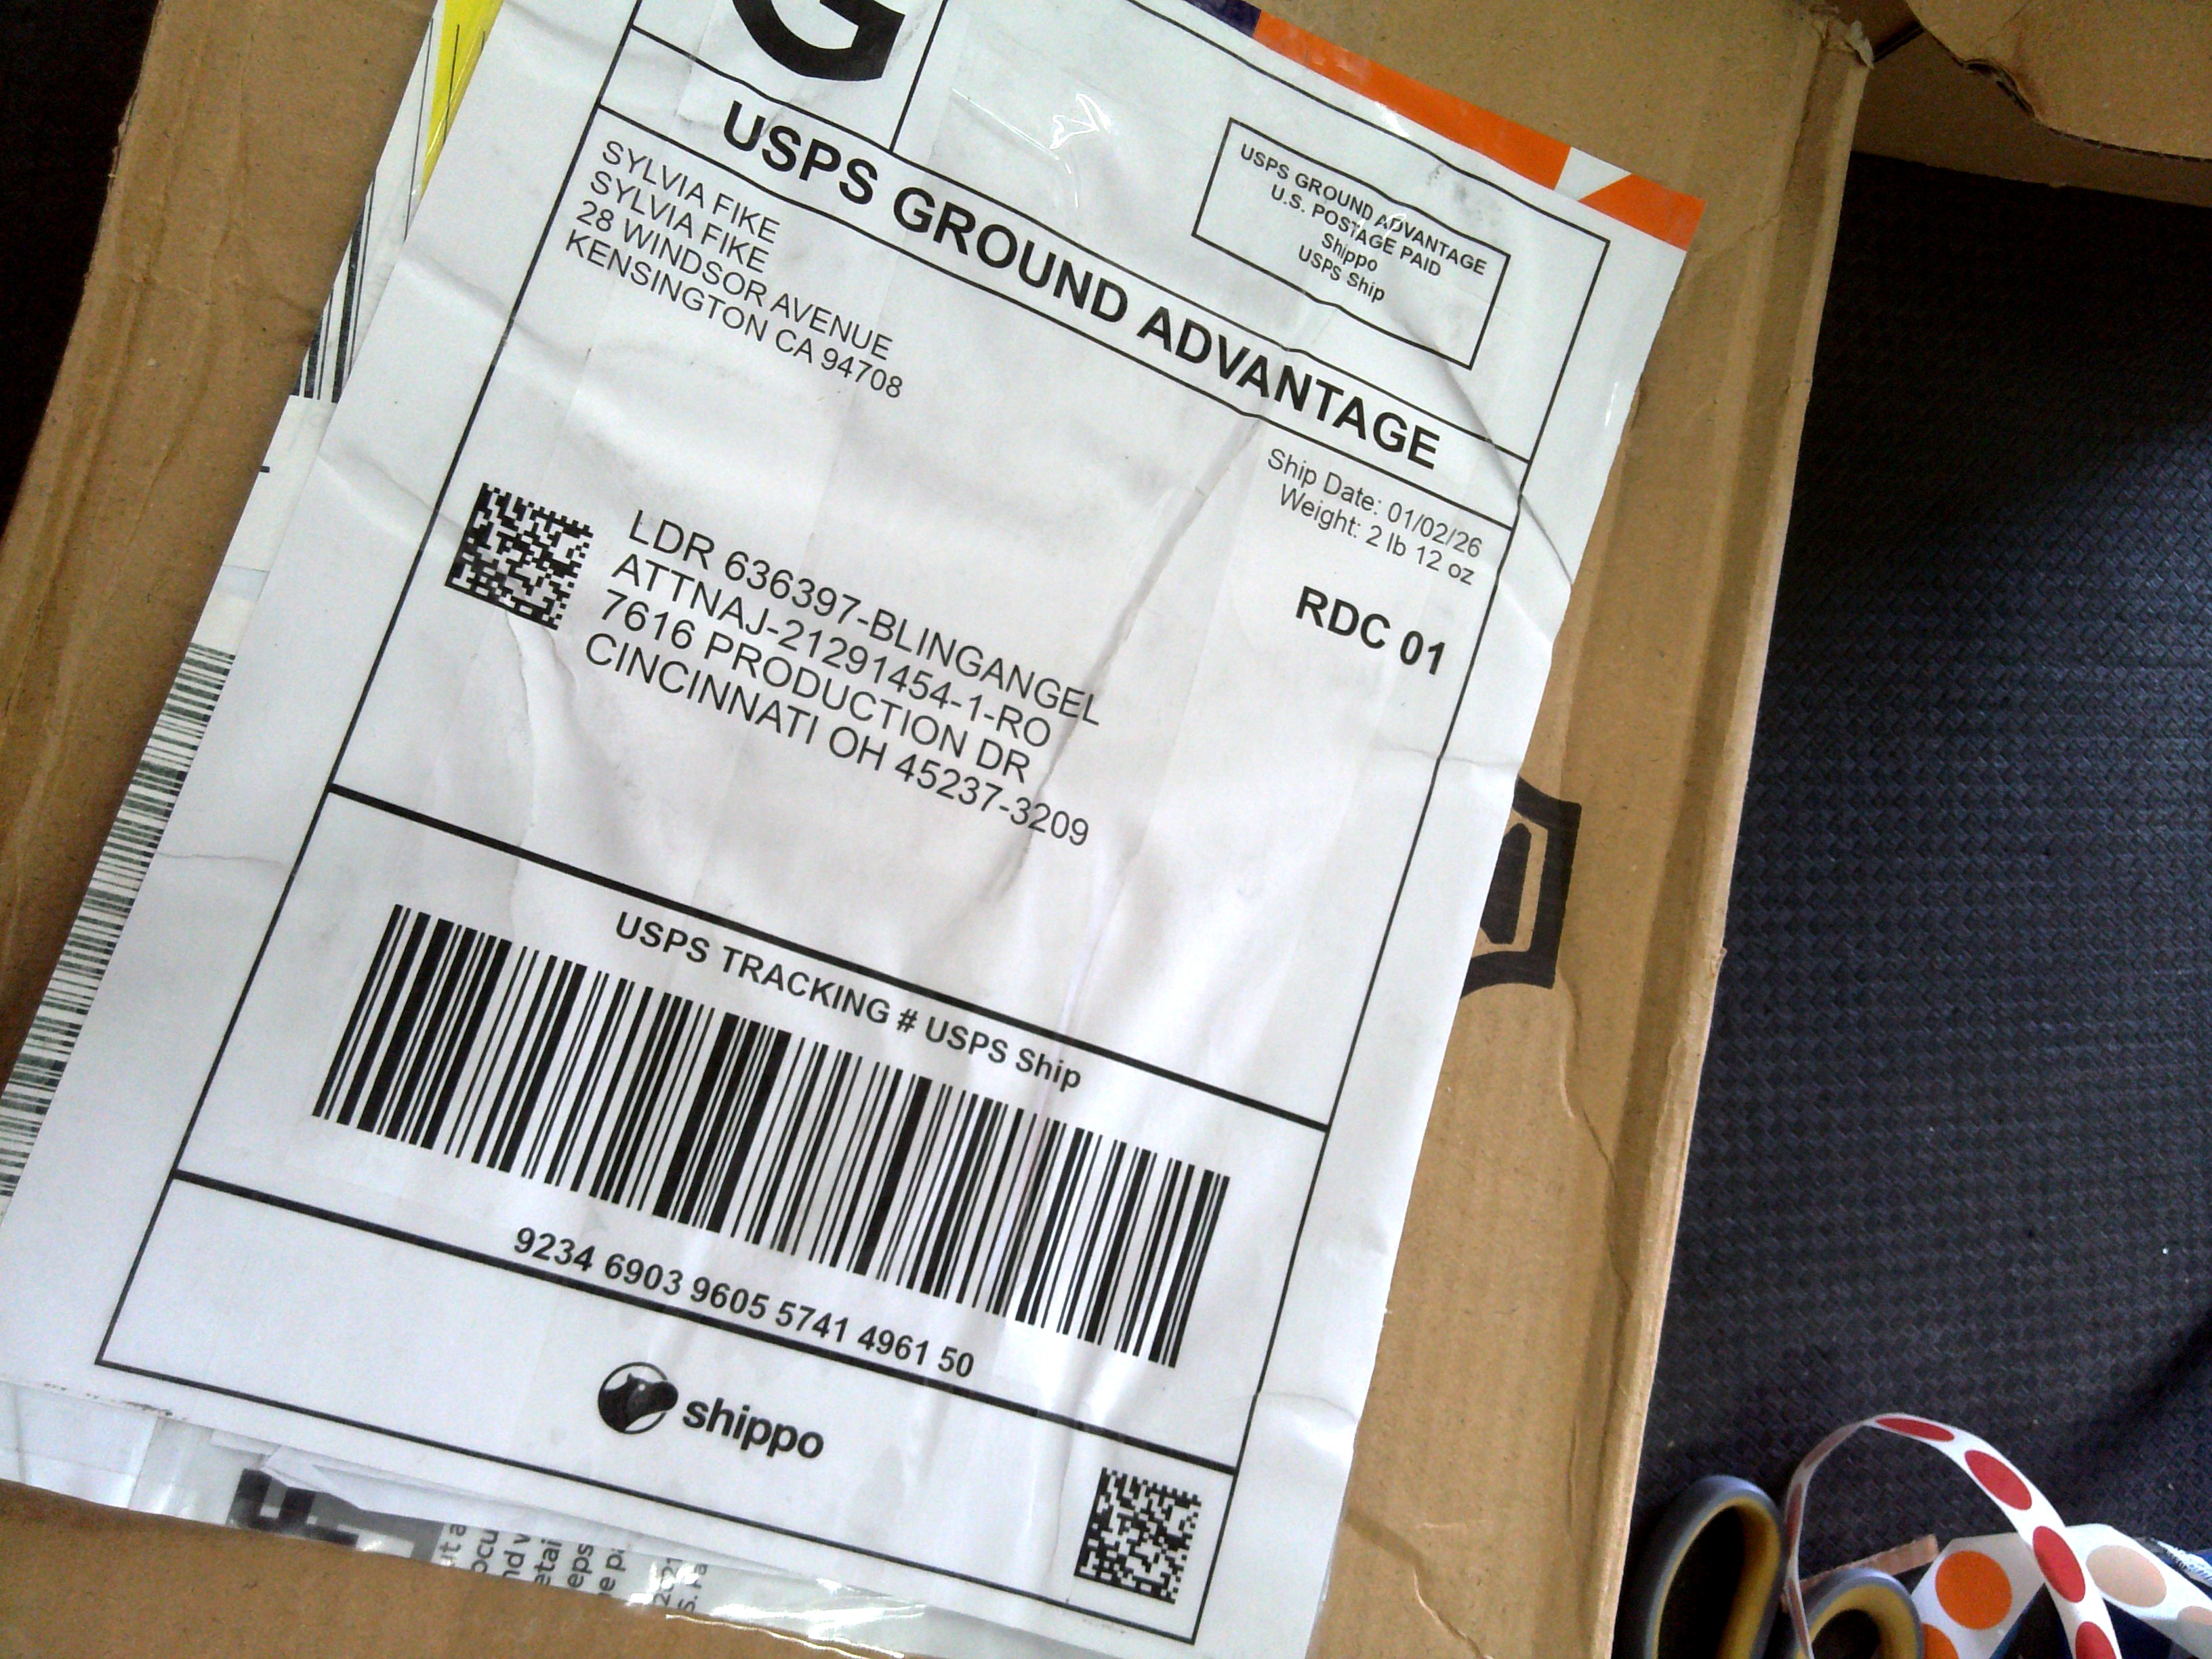 G
USPS GROUND ADVANTAGE
U.S. POSTAGE PAID
Shippo
USPS Ship
USPS GROUND ADVANTAGE
SYLVIA FIKE
SYLVIA FIKE
28 WINDSOR AVENUE
KENSINGTON CA 94708
Ship Date: 01/02/26
Weight: 2 lb 12 oz
RDC 01
LDR 636397-BLINGANGEL
ATTNAJ-21291454-1-RO
7616 PRODUCTION DR
CINCINNATI OH 45237-3209
USPS TRACKING # USPS Ship
9234 6903 9605 5741 4961 50
shippo